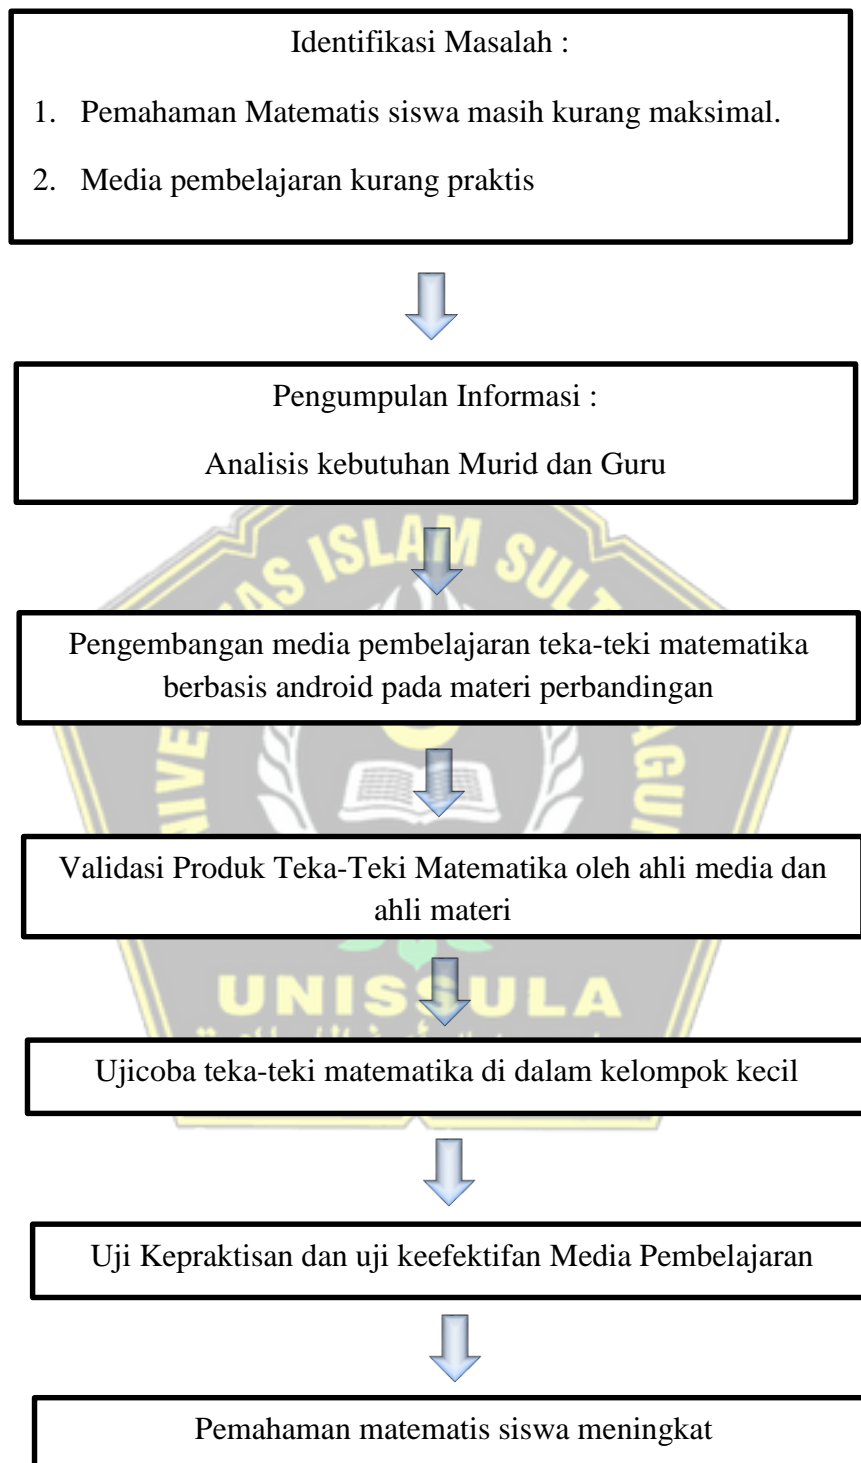 Identifikasi Masalah :
1. Pemahaman Matematis siswa masih kurang maksimal.
2. Media pembelajaran kurang praktis
Pengumpulan Informasi :
Analisis kebutuhan Murid dan Guru
ISLAM SUL
Pengembangan media pembelajaran teka-teki matematika
berbasis android pada materi perbandingan
Validasi Produk Teka-Teki Matematika oleh ahli media dan
ahli materi
UNISSULA
Ujicoba teka-teki matematika di dalam kelompok kecil
Uji Kepraktisan dan uji keefektifan Media Pembelajaran
Pemahaman matematis siswa meningkat